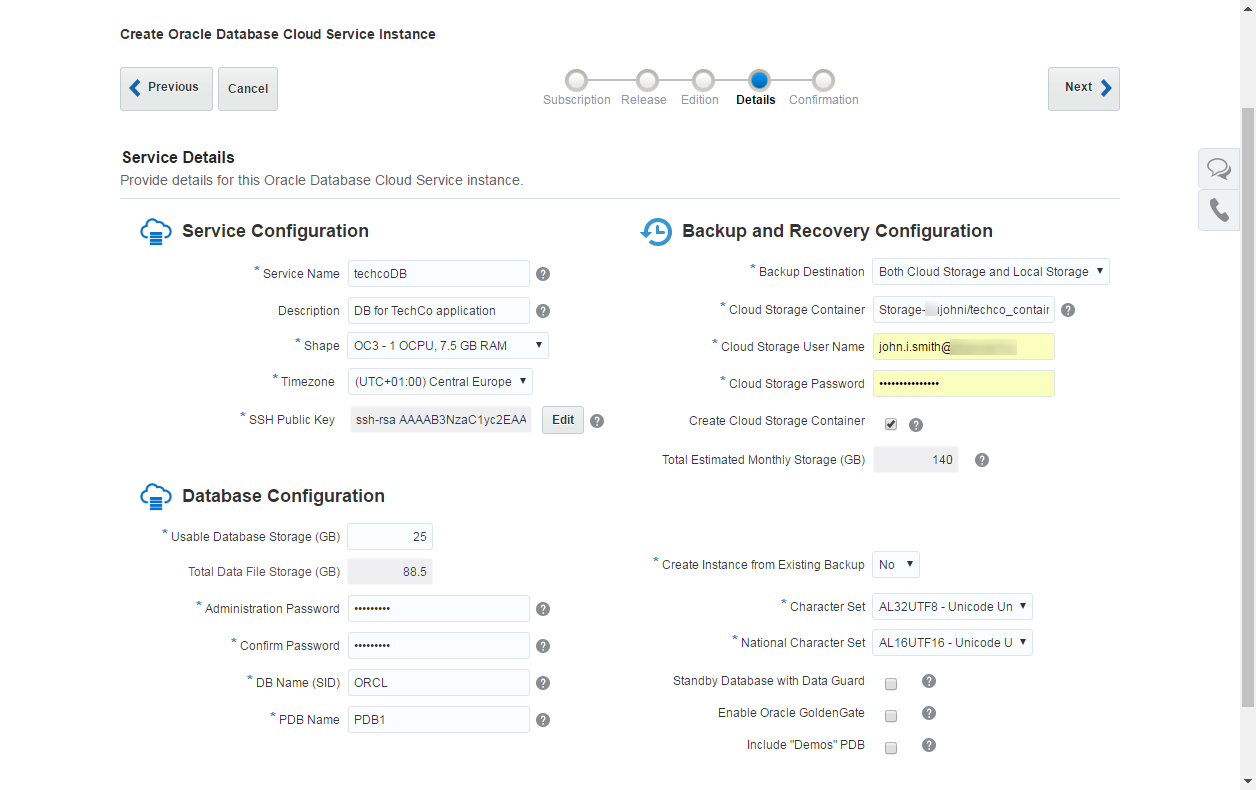 Create Oracle Database Cloud Service Instance
Previous
Cancel
Subscription
Release
Edition
Details
Confirmation
Next
Service Details
Provide details for this Oracle Database Cloud Service instance.
Service Configuration
* Service Name techcoDB ?
Description DB for TechCo application ?
* Shape OC3 - 1 OCPU, 7.5 GB RAM
* Timezone (UTC+01:00) Central Europe
* SSH Public Key ssh-rsa AAAAB3NzaC1yc2EAA Edit ?
Backup and Recovery Configuration
* Backup Destination Both Cloud Storage and Local Storage
* Cloud Storage Container Storage- johni/techco_contair ?
* Cloud Storage User Name john.i.smith@
* Cloud Storage Password •••••••••••••••
Create Cloud Storage Container ?
Total Estimated Monthly Storage (GB) 140 ?
Database Configuration
* Usable Database Storage (GB) 25
Total Data File Storage (GB) 88.5
* Administration Password ••••••••• ?
* Confirm Password ••••••••• ?
* DB Name (SID) ORCL ?
* PDB Name PDB1 ?
* Create Instance from Existing Backup No
* Character Set AL32UTF8 - Unicode Un
* National Character Set AL16UTF16 - Unicode U
Standby Database with Data Guard ?
Enable Oracle GoldenGate ?
Include "Demos" PDB ?